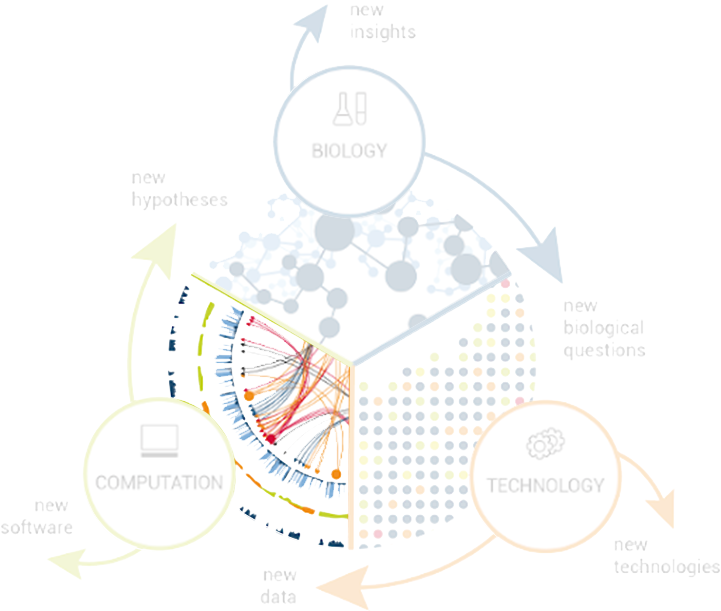 new
insights
BIOLOGY
new
hypotheses
new
biological
questions
COMPUTATION
TECHNOLOGY
new
software
new
technologies
new
data